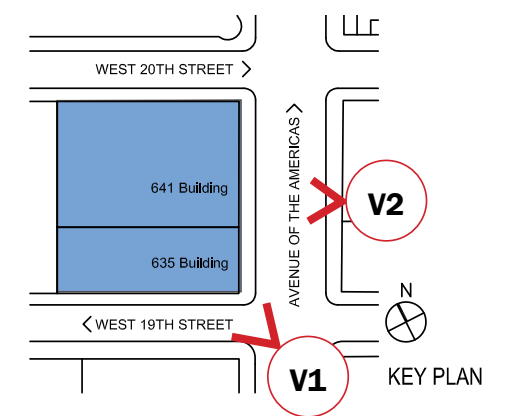 WEST 20TH STREET
AVENUE OF THE AMERICAS
641 Building
V2
635 Building
N
WEST 19TH STREET
V1
KEY PLAN